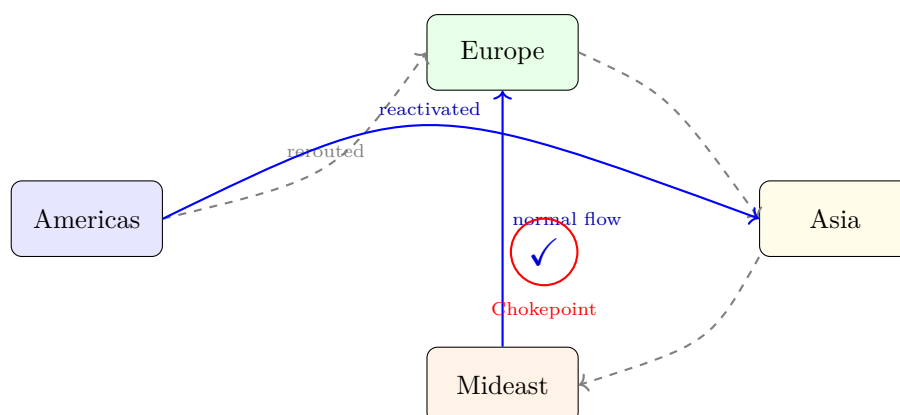 Europe
reactivated
rerouted
Americas
normal flow
Asia
✓
Chokepoint
Mideast